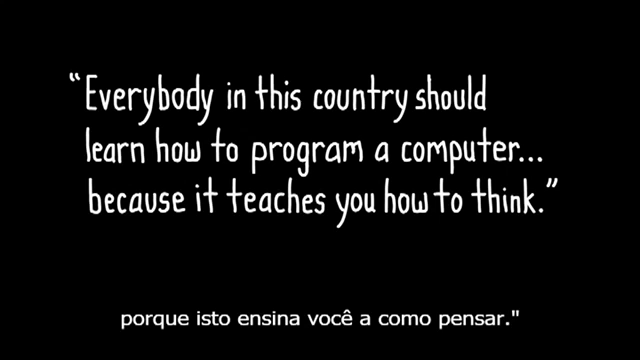 “Everybody in this country should
learn how to program a computer...
because it teaches you how to think.”
porque isto ensina você a como pensar."